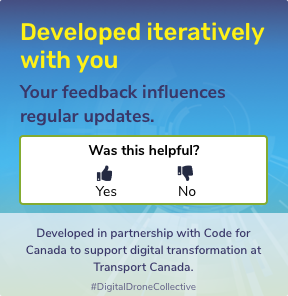 Developed iteratively
with you
Your feedback influences
regular updates.
Was this helpful?
Yes No
Developed in partnership with Code for
Canada to support digital transformation at
Transport Canada.
#DigitalDroneCollective